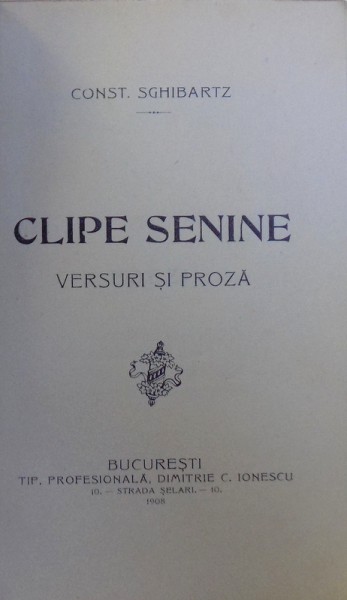 CONST. SGHIBARTZ
CLIPE SENINE
VERSURI ȘI PROZĂ
BUCUREȘTI
TIP. PROFESIONALĂ, DIMITRIE C. IONESCU
10. — STRADA ȘELARI. — 10.
1908